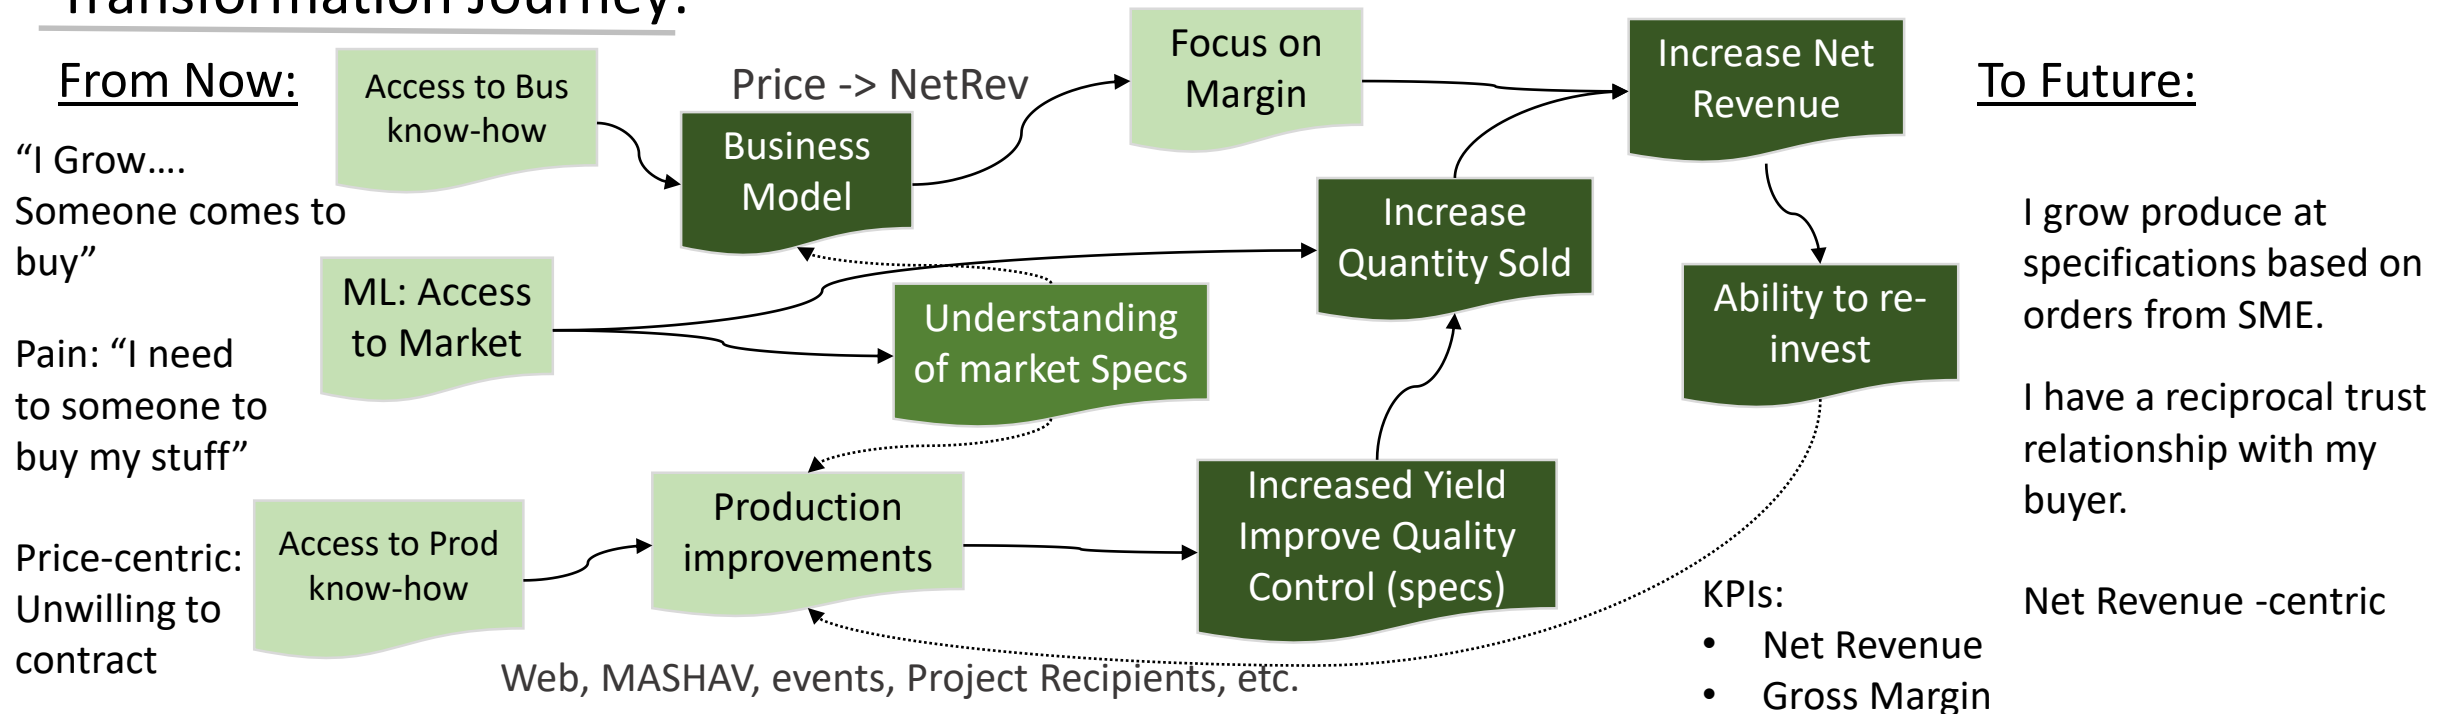 Transformation Journey:
From Now:
“I Grow....
Someone comes to
buy”
Pain: “I need
to someone to
buy my stuff”
Price-centric:
Unwilling to
contract
Access to Bus
know-how
ML: Access
to Market
Access to Prod
know-how
Price -> NetRev
Business
Model
Understanding
of market Specs
Production
improvements
Web, MASHAV, events, Project Recipients, etc.
Focus on
Margin
Increase
Quantity Sold
Increased Yield
Improve Quality
Control (specs)
Increase Net
Revenue
Ability to re-
invest
KPIs:
• Net Revenue
• Gross Margin
To Future:
I grow produce at
specifications based on
orders from SME.
I have a reciprocal trust
relationship with my
buyer.
Net Revenue -centric